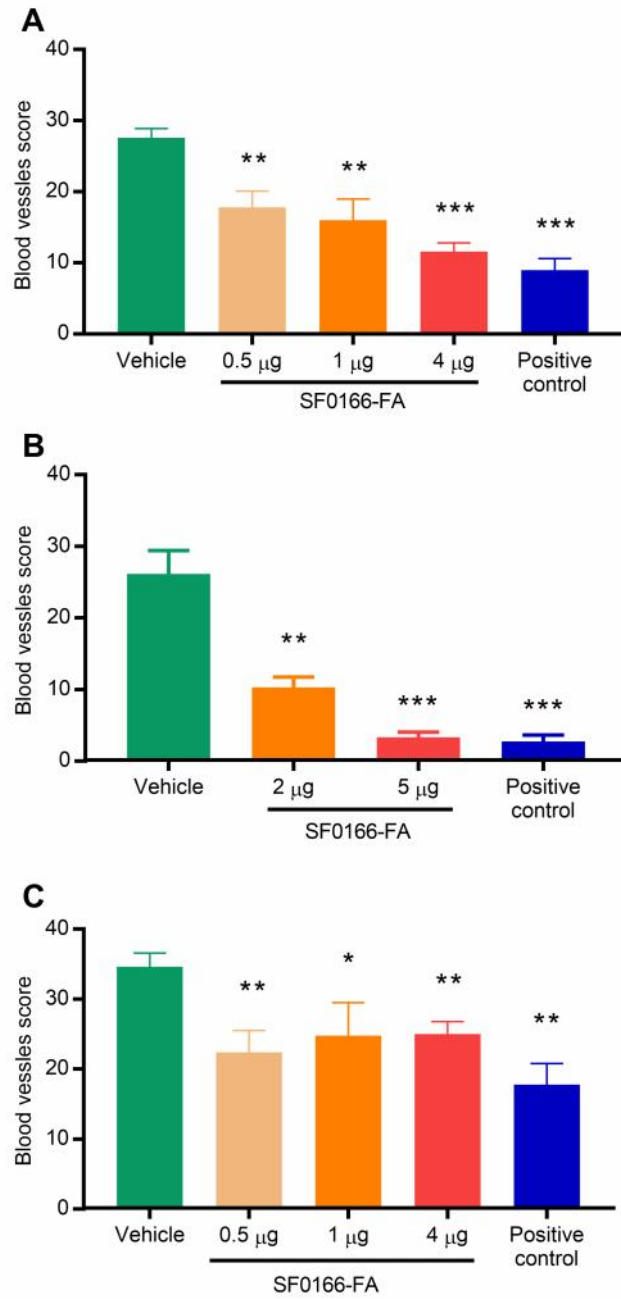 A
40
30
20
10
0
Blood vessles score
** ** *** ***
Vehicle 0.5 μg 1 μg 4 μg Positive control
SF0166-FA
B
40
30
20
10
0
Blood vessles score
** *** ***
Vehicle 2 μg 5 μg Positive control
SF0166-FA
C
40
30
20
10
0
Blood vessles score
** * ** **
Vehicle 0.5 μg 1 μg 4 μg Positive control
SF0166-FA